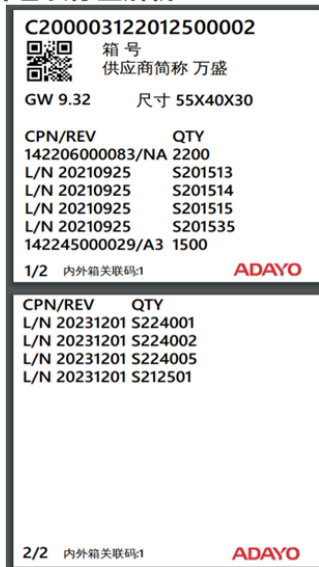 C200003122012500002
箱 号
供应商简称 万盛
GW 9.32 尺寸 55X40X30
CPN/REV QTY
142206000083/NA 2200
L/N 20210925 S201513
L/N 20210925 S201514
L/N 20210925 S201515
L/N 20210925 S201535
142245000029/A3 1500
1/2 内外箱关联码:1 ADAYO
CPN/REV QTY
L/N 20231201 S224001
L/N 20231201 S224002
L/N 20231201 S224005
L/N 20231201 S212501
2/2 内外箱关联码:1 ADAYO